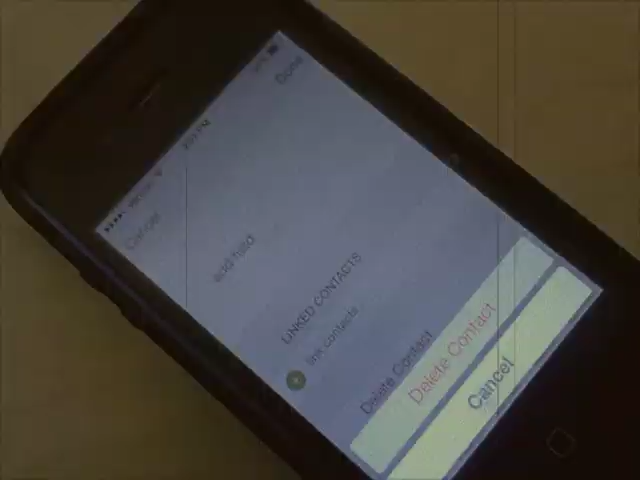 Cancel
Done
add field
LINKED CONTACTS
link contacts...
Delete Contact
Delete Contact
Cancel